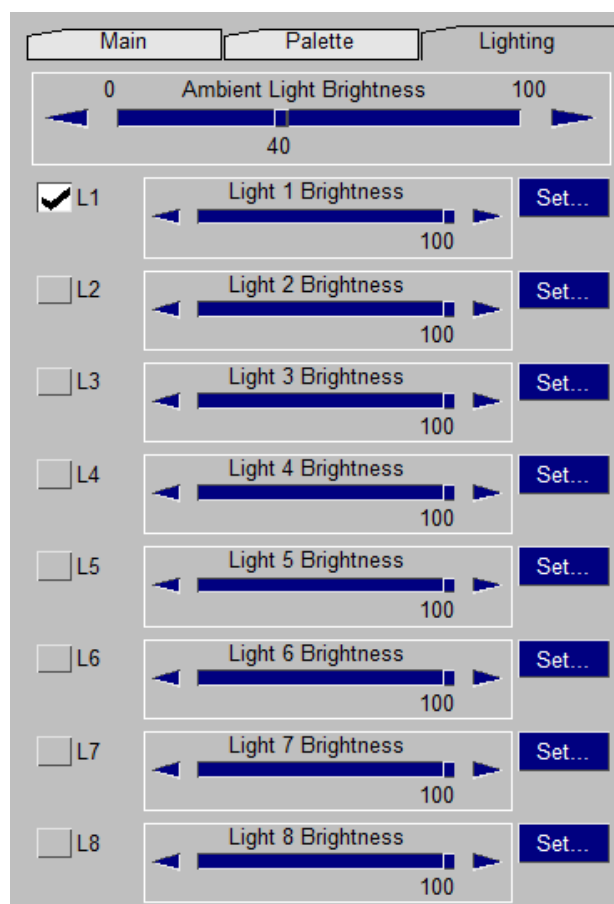 Main Palette Lighting
0 Ambient Light Brightness 100
40
L1 Light 1 Brightness Set...
100
L2 Light 2 Brightness Set...
100
L3 Light 3 Brightness Set...
100
L4 Light 4 Brightness Set...
100
L5 Light 5 Brightness Set...
100
L6 Light 6 Brightness Set...
100
L7 Light 7 Brightness Set...
100
L8 Light 8 Brightness Set...
100